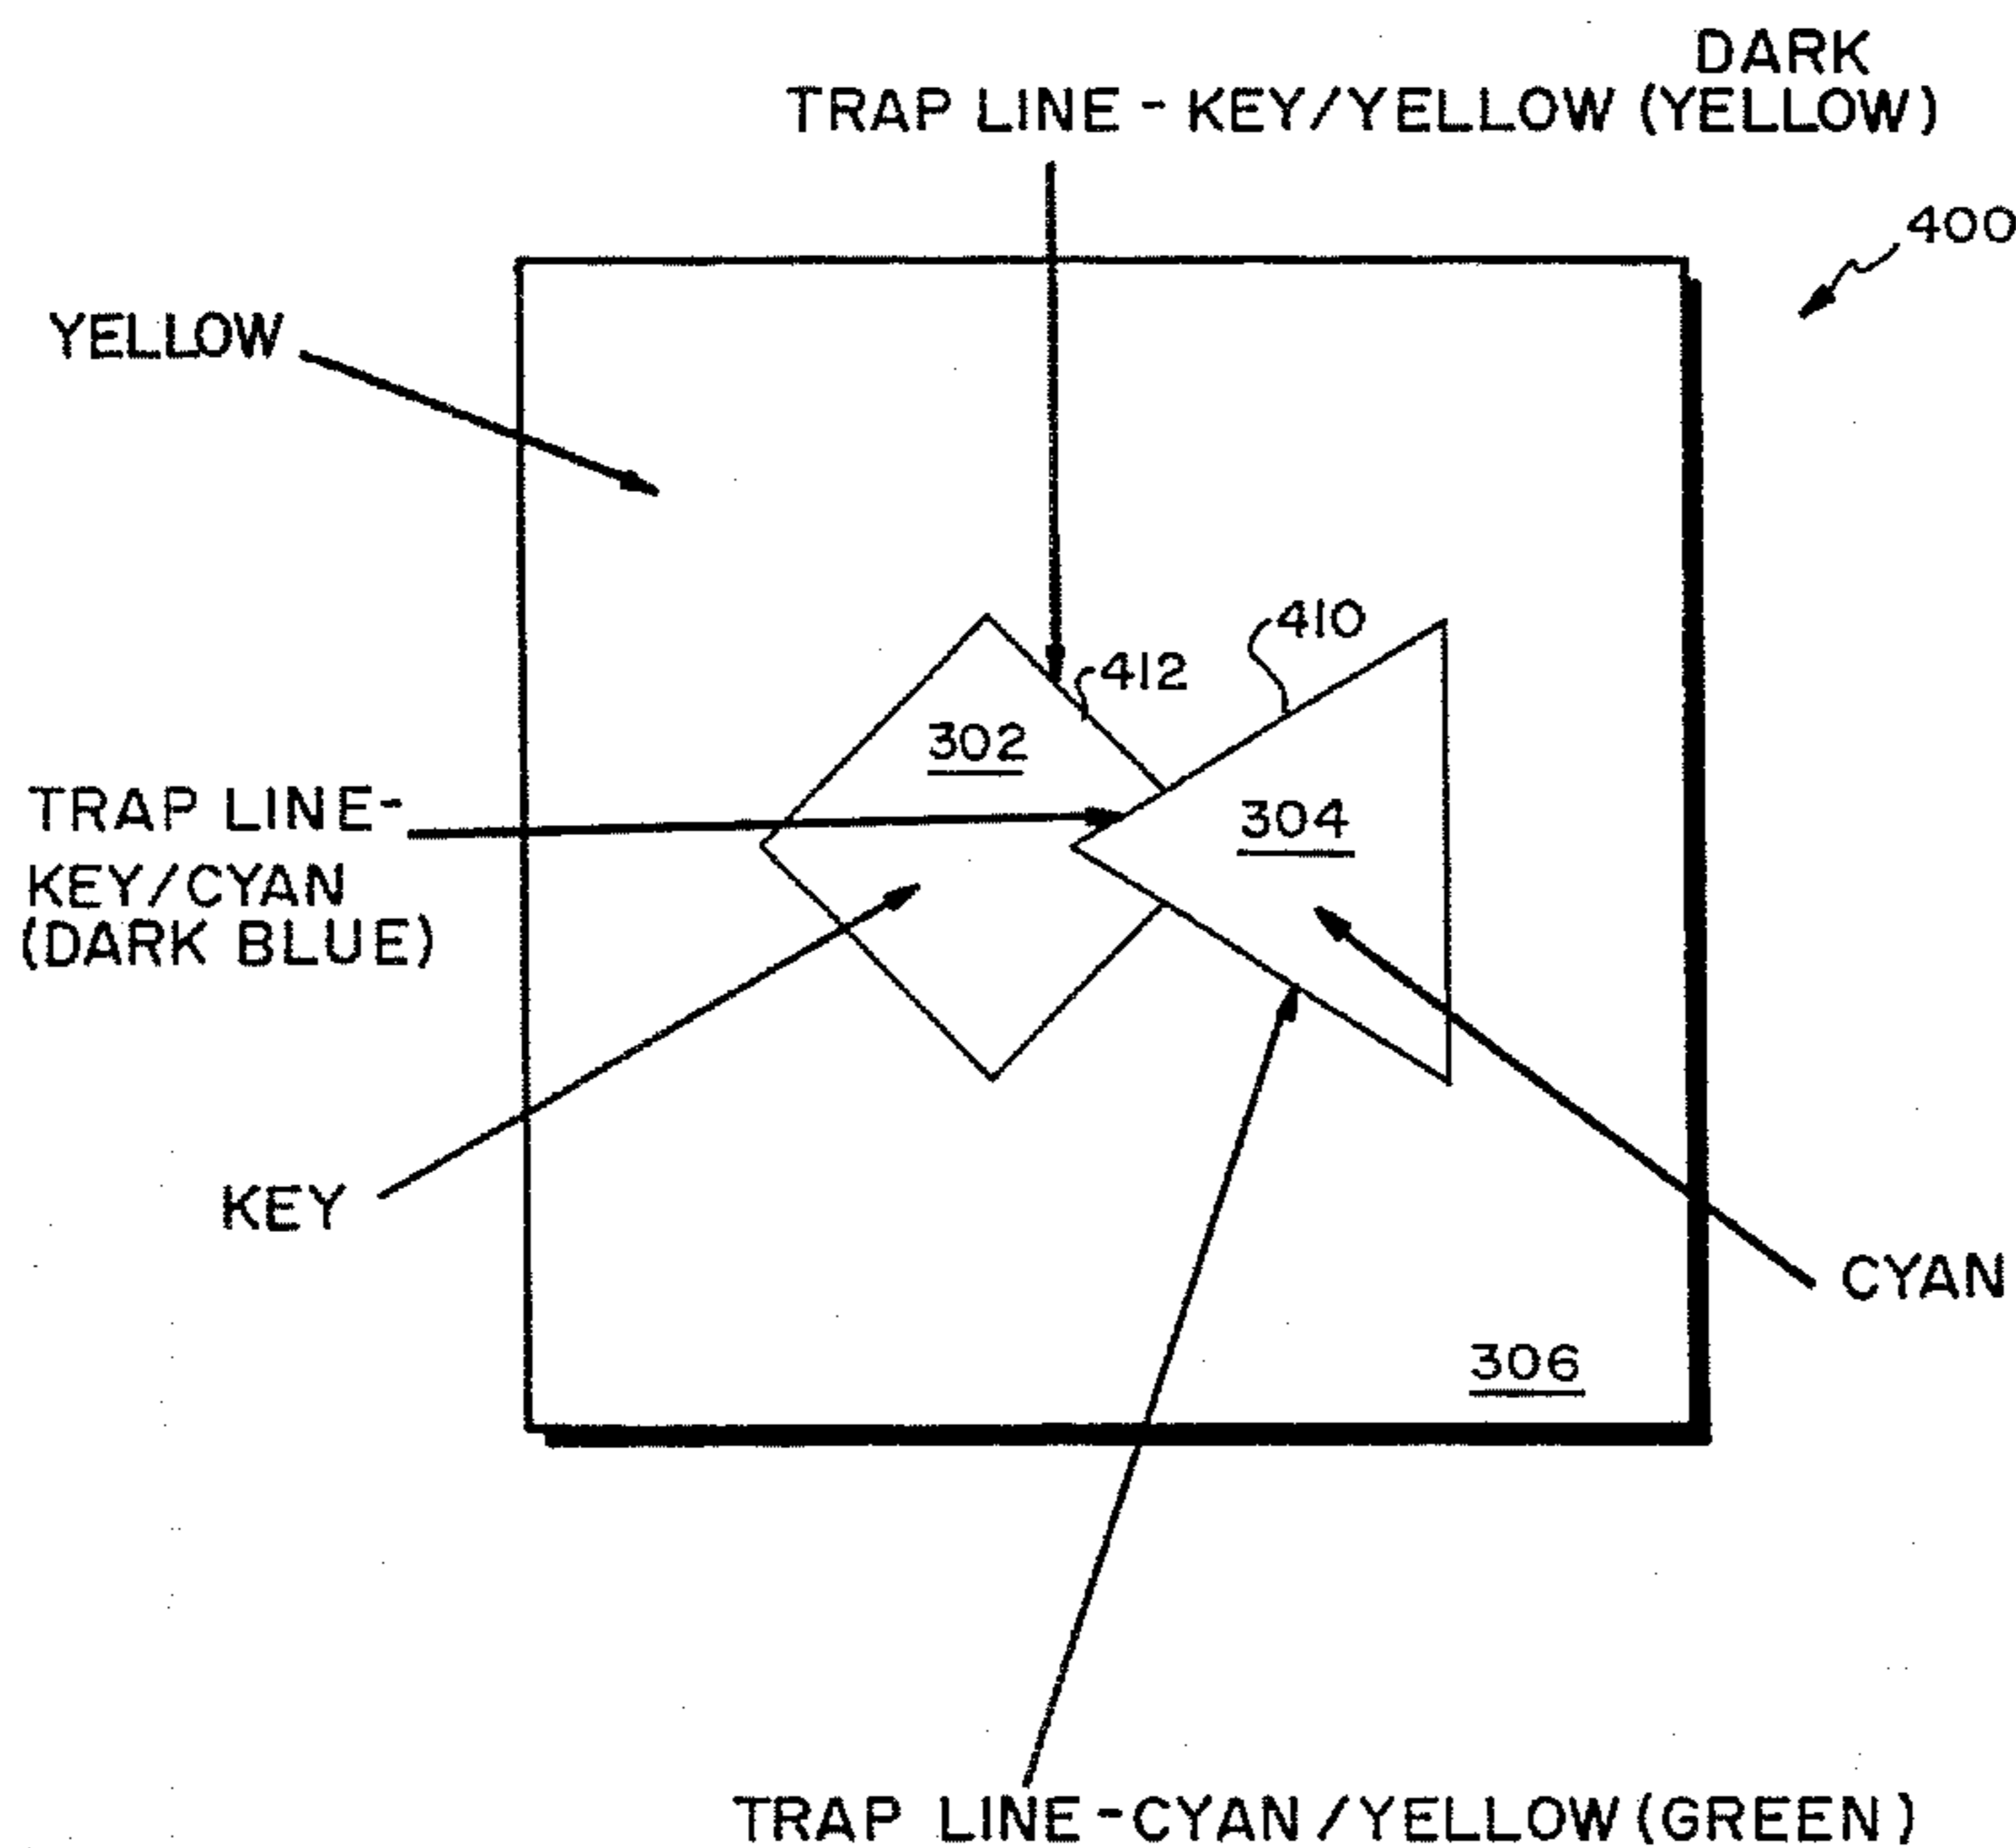 DARK
TRAP LINE - KEY/YELLOW (YELLOW)
400
YELLOW
410
412
302
304
TRAP LINE-
KEY/CYAN
(DARK BLUE)
KEY
CYAN
306
TRAP LINE-CYAN/YELLOW (GREEN)